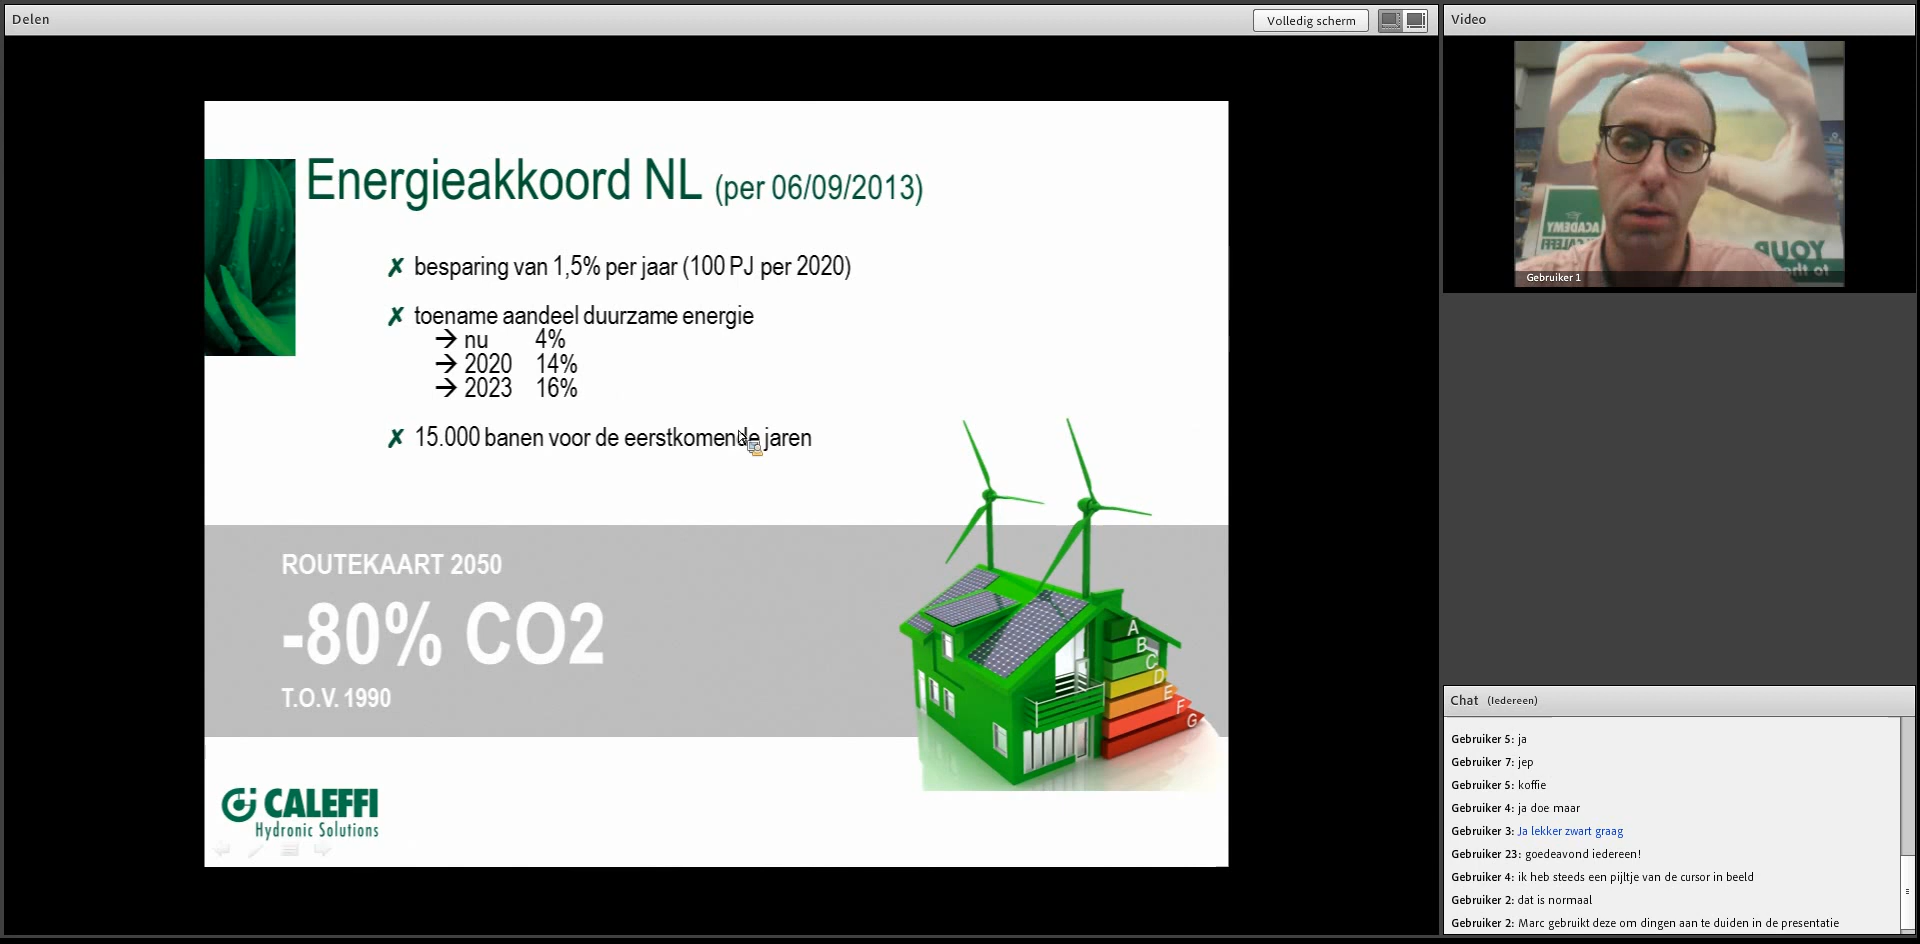 Delen
Volledig scherm
Energieakkoord NL (per 06/09/2013)
✗ besparing van 1,5% per jaar (100 PJ per 2020)
✗ toename aandeel duurzame energie
→ nu 4%
→ 2020 14%
→ 2023 16%
✗ 15.000 banen voor de eerstkomende jaren
ROUTEKAART 2050
-80% CO2
T.O.V. 1990
A
B
C
D
E
F
G
CALEFFI
Hydronic Solutions
Video
ACADEMY
CALEFFI
YOUR
to the
Gebruiker 1
Chat (Iedereen)
Gebruiker 5: ja
Gebruiker 7: jep
Gebruiker 5: koffie
Gebruiker 4: ja doe maar
Gebruiker 3: Ja lekker zwart graag
Gebruiker 23: goedeavond iedereen!
Gebruiker 4: ik heb steeds een pijltje van de cursor in beeld
Gebruiker 2: dat is normaal
Gebruiker 2: Marc gebruikt deze om dingen aan te duiden in de presentatie